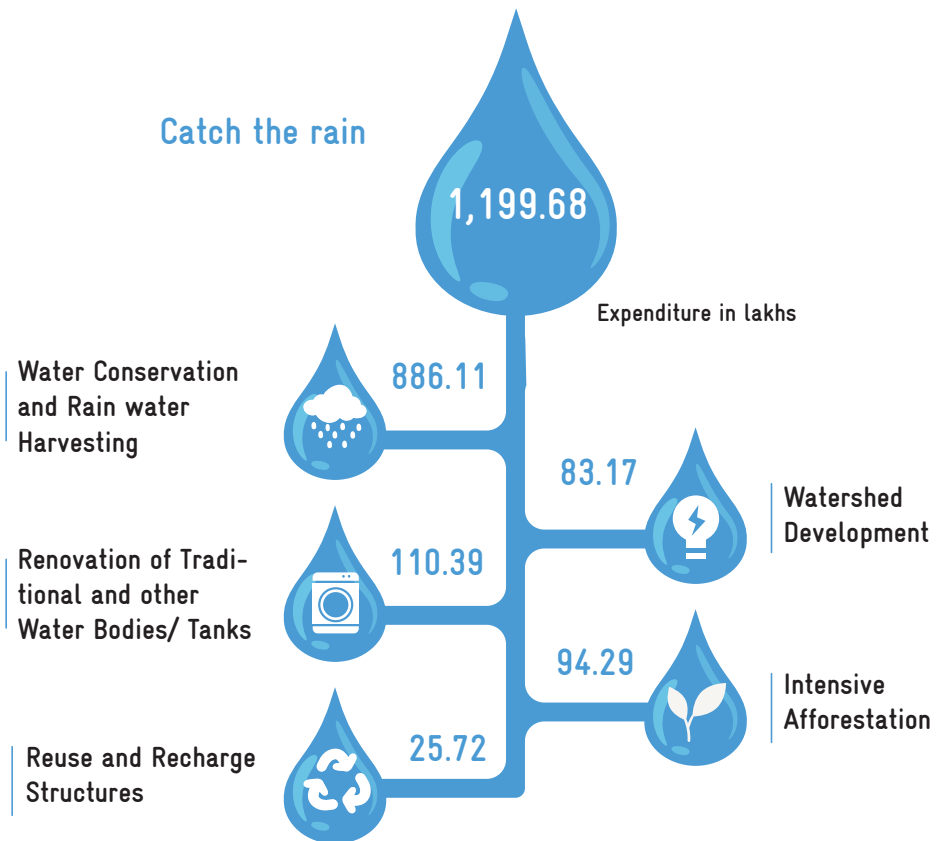 Catch the rain
1,199.68
Expenditure in lakhs
Water Conservation
and Rain water
Harvesting
886.11
83.17
Watershed
Development
Renovation of Tradi-
tional and other
Water Bodies/ Tanks
110.39
94.29
Intensive
Afforestation
Reuse and Recharge
Structures
25.72